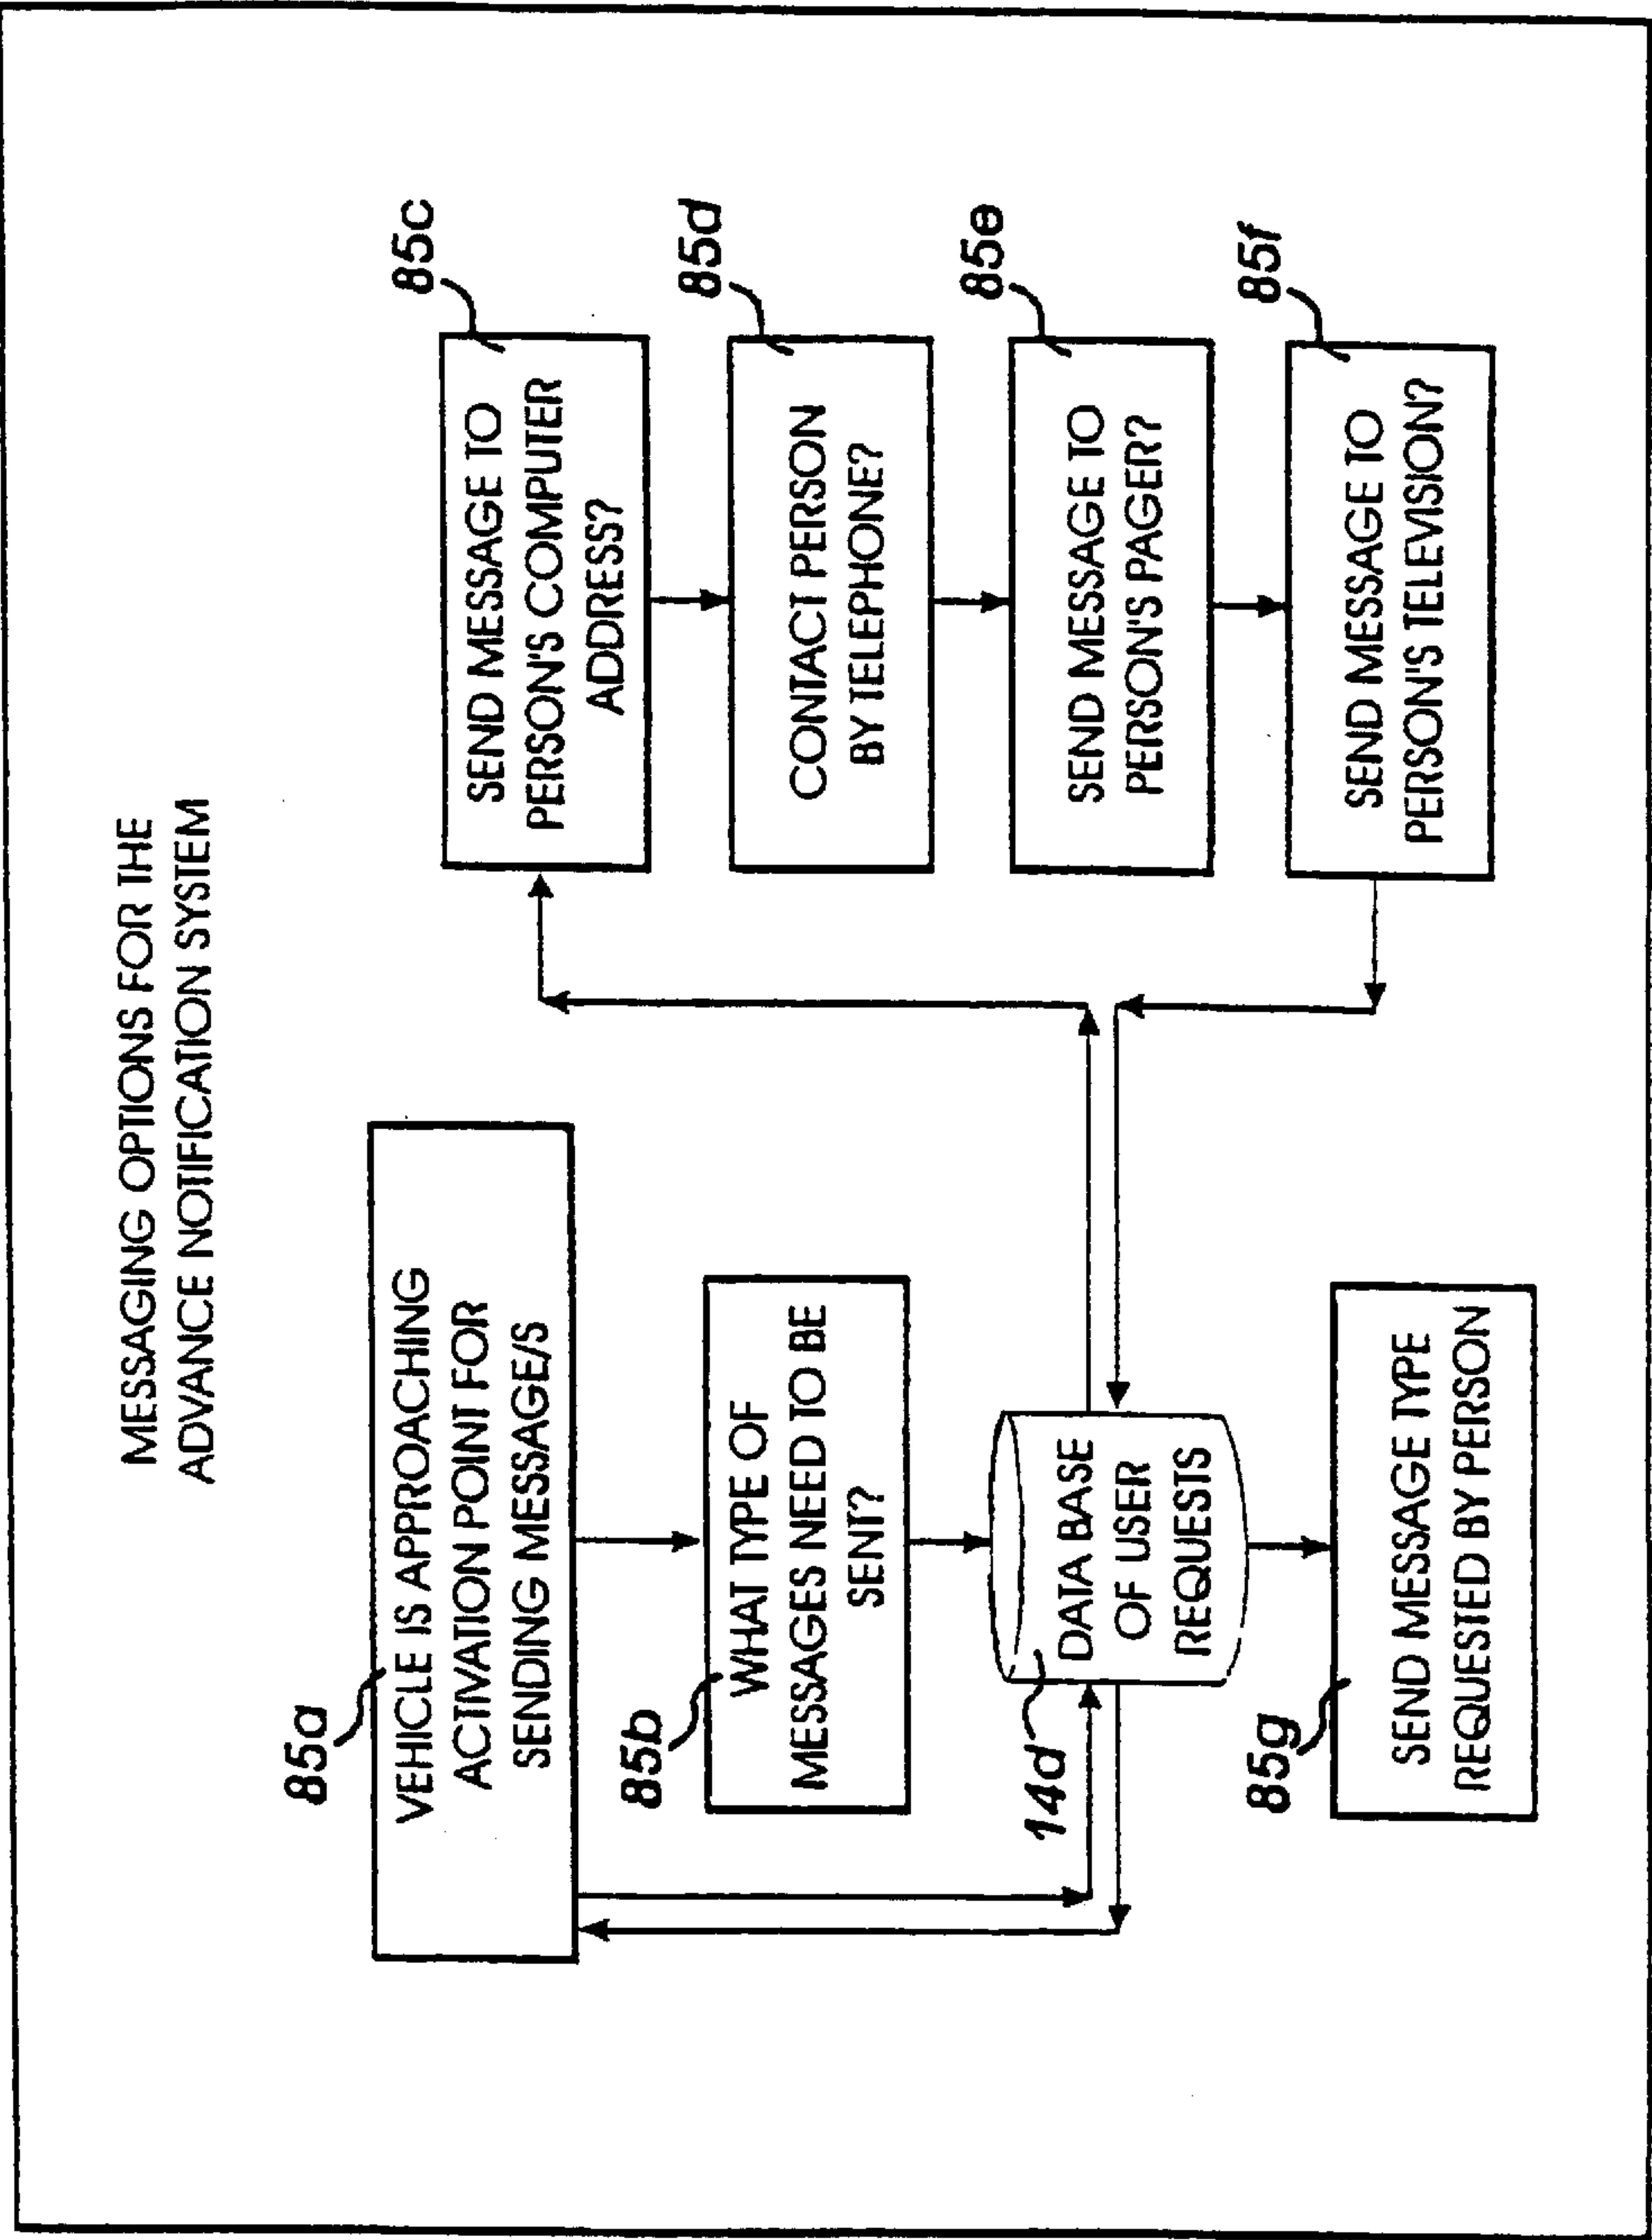 MESSAGING OPTIONS FOR THE
ADVANCE NOTIFICATION SYSTEM
85a
VEHICLE IS APPROACHING
ACTIVATION POINT FOR
SENDING MESSAGE/S
85b
WHAT TYPE OF
MESSAGES NEED TO BE
SENT?
14d
DATA BASE
OF USER
REQUESTS
85g
SEND MESSAGE TYPE
REQUESTED BY PERSON
85c
SEND MESSAGE TO
PERSON'S COMPUTER
ADDRESS?
85d
CONTACT PERSON
BY TELEPHONE?
85e
SEND MESSAGE TO
PERSON'S PAGER?
85f
SEND MESSAGE TO
PERSON'S TELEVISION?